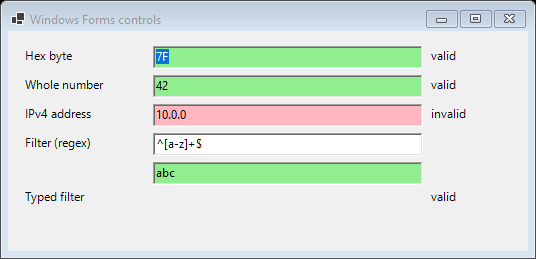 Windows Forms controls
Hex byte 7F valid
Whole number 42 valid
IPv4 address 10.0.0 invalid
Filter (regex) ^[a-z]+$
abc
Typed filter valid